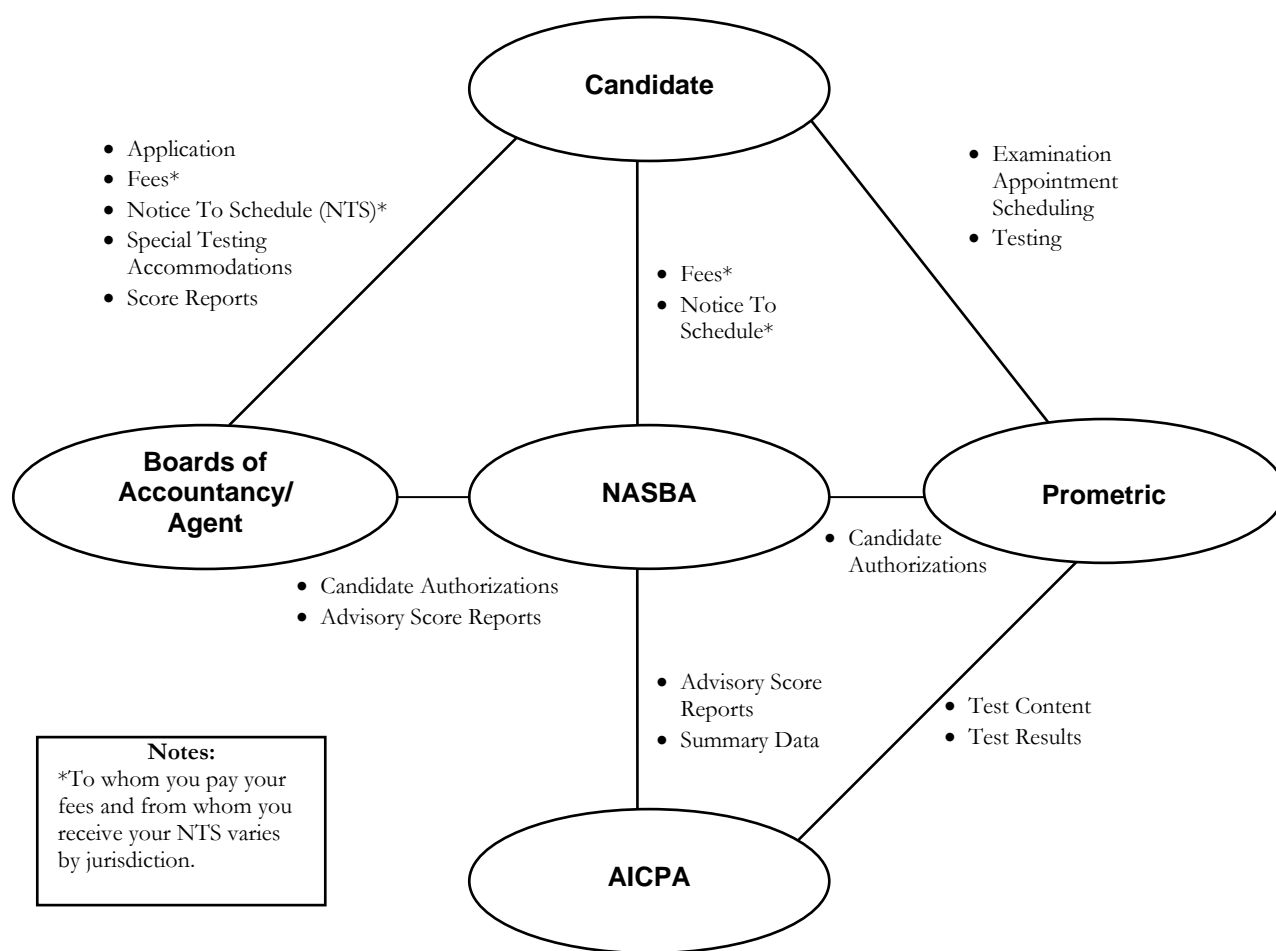 Candidate
• Application
• Fees*
• Notice To Schedule (NTS)*
• Special Testing
Accommodations
• Score Reports
• Fees*
• Notice To
Schedule*
• Examination
Appointment
Scheduling
• Testing
Boards of
Accountancy/
Agent
NASBA
Prometric
• Candidate Authorizations
• Advisory Score Reports
• Candidate
Authorizations
• Advisory Score
Reports
• Summary Data
• Test Content
• Test Results
Notes:
*To whom you pay your
fees and from whom you
receive your NTS varies
by jurisdiction.
AICPA